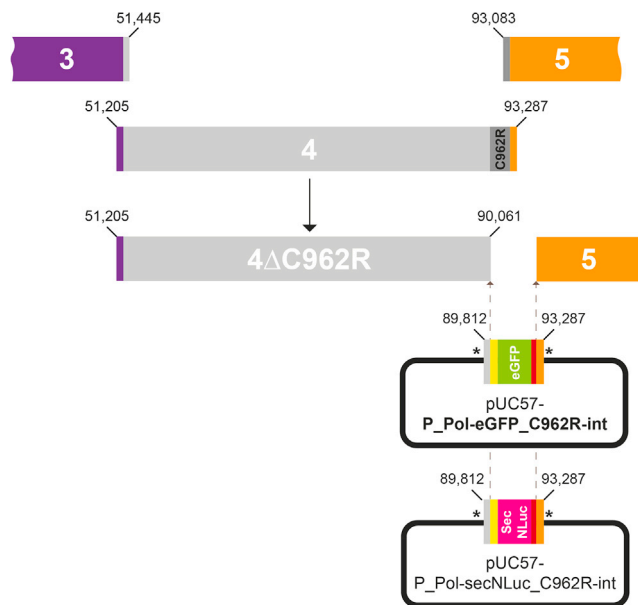 51,445
93,083
3
5
51,205
93,287
4
C962R
51,205
90,061
4ΔC962R
5
89,812
93,287
*
eGFP
*
pUC57-
P_Pol-eGFP_C962R-int
89,812
93,287
*
Sec
NLuc
*
pUC57-
P_Pol-secNLuc_C962R-int